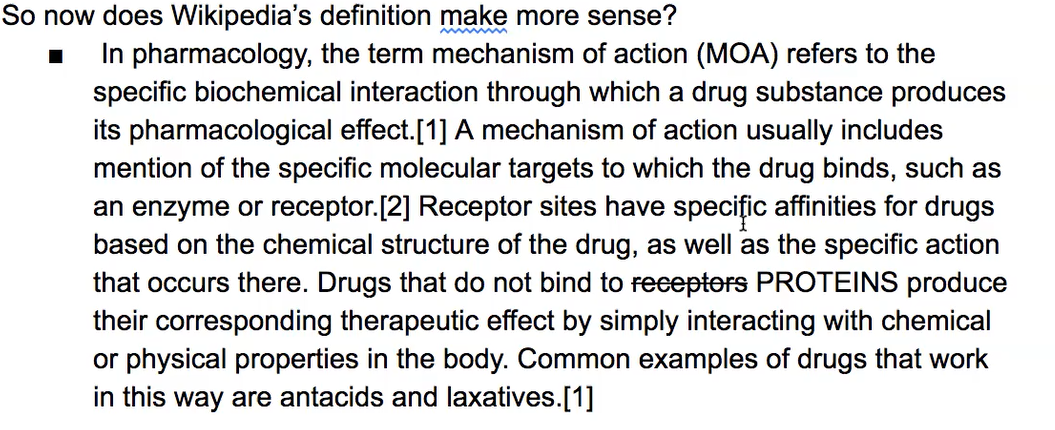 So now does Wikipedia's definition make more sense?
▪ In pharmacology, the term mechanism of action (MOA) refers to the
specific biochemical interaction through which a drug substance produces
its pharmacological effect.[1] A mechanism of action usually includes
mention of the specific molecular targets to which the drug binds, such as
an enzyme or receptor.[2] Receptor sites have specific affinities for drugs
based on the chemical structure of the drug, as well as the specific action
that occurs there. Drugs that do not bind to receptors PROTEINS produce
their corresponding therapeutic effect by simply interacting with chemical
or physical properties in the body. Common examples of drugs that work
in this way are antacids and laxatives.[1]